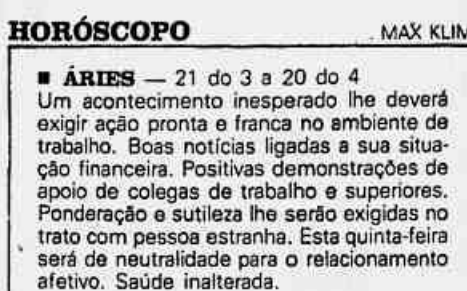 HORÓSCOPO MAX KLIM
■ ÁRIES — 21 do 3 a 20 do 4
Um acontecimento inesperado lhe deverá
exigir ação pronta e franca no ambiente de
trabalho. Boas notícias ligadas a sua situa-
ção financeira. Positivas demonstrações de
apoio de colegas de trabalho e superiores.
Ponderação e sutileza lhe serão exigidas no
trato com pessoa estranha. Esta quinta-feira
será de neutralidade para o relacionamento
afetivo. Saúde inalterada.